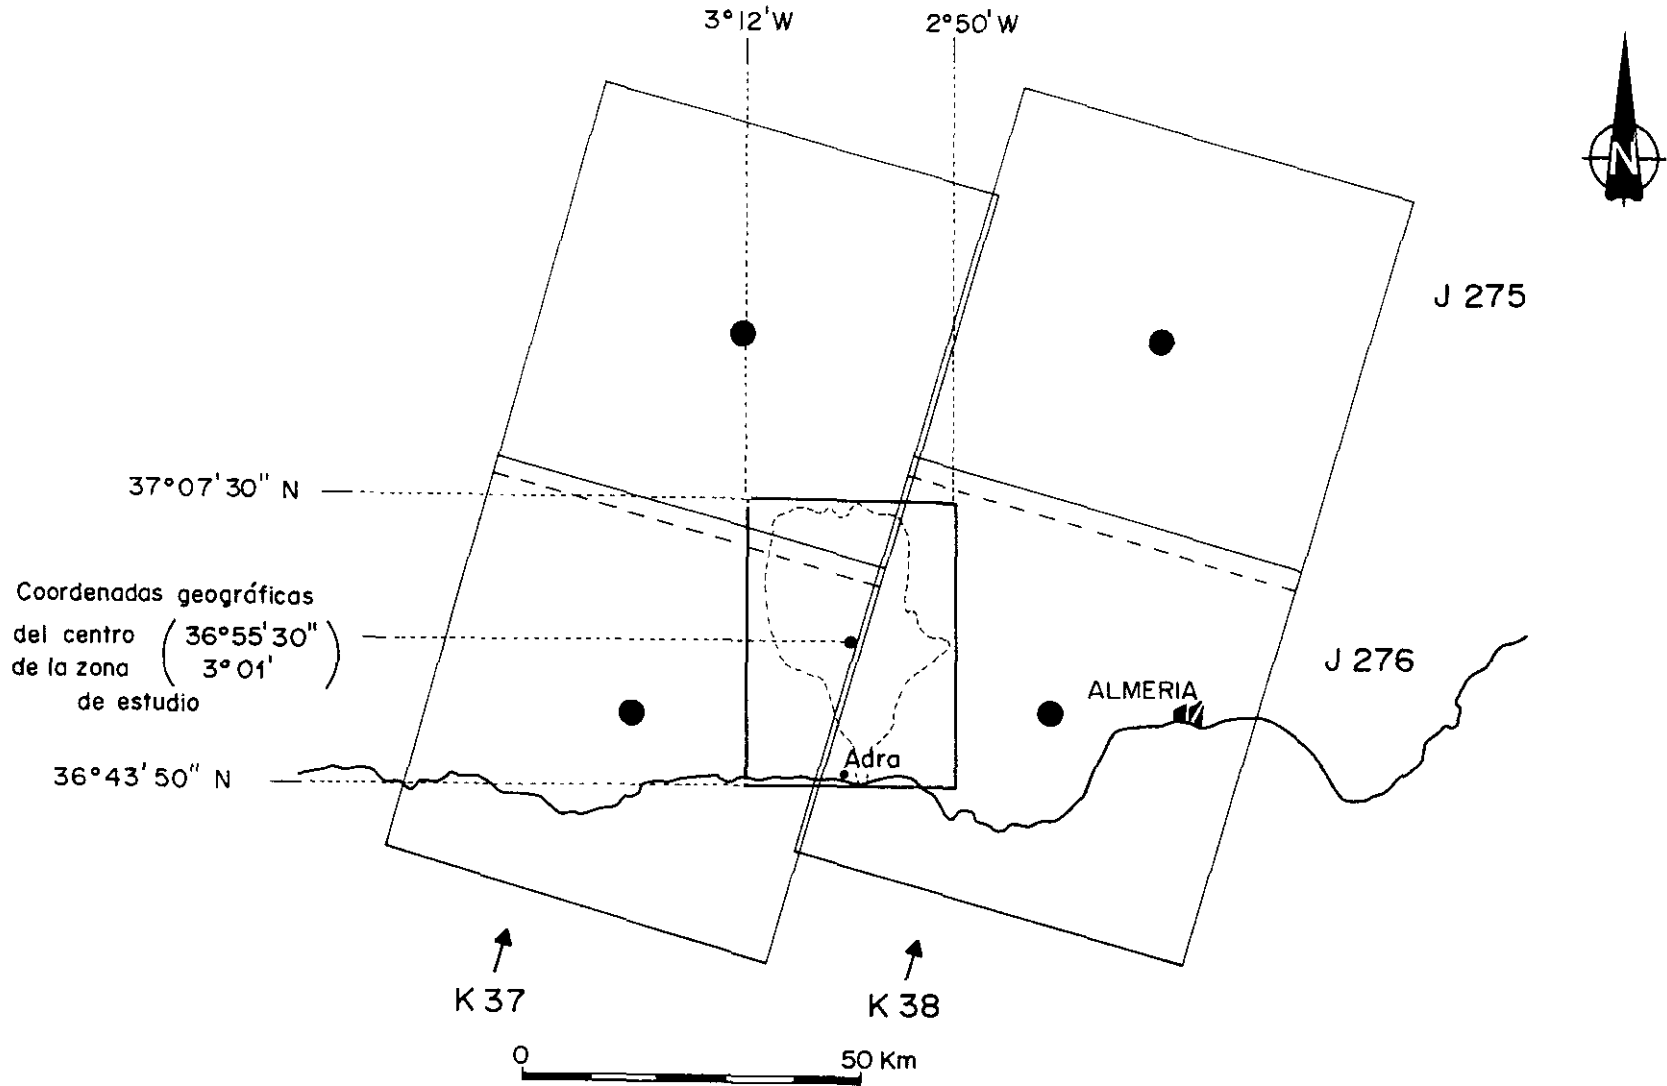 3°12'W
2°50'W
N
J 275
37°07'30" N
Coordenadas geográficas
del centro
de la zona
(36°55'30"
3°01')
de estudio
J 276
ALMERIA
Adra
36°43'50" N
K 37
K 38
0
50 Km